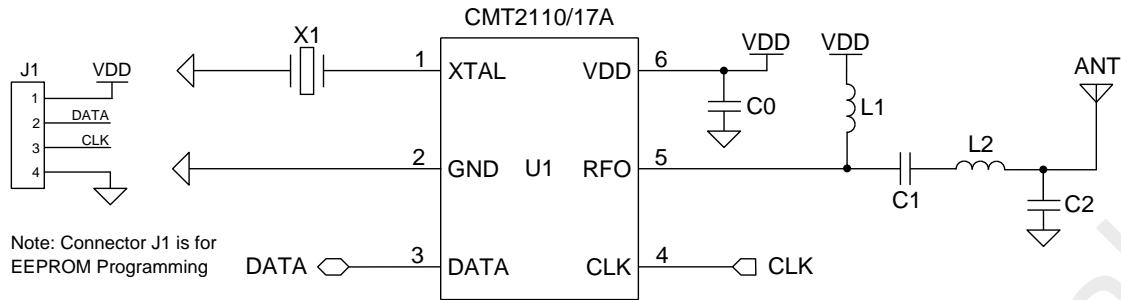 CMT2110/17A
J1
VDD
1
2
DATA
3
CLK
4
Note: Connector J1 is for
EEPROM Programming
X1
1
XTAL
2
GND
U1
DATA
3
DATA
VDD
6
VDD
C0
VDD
L1
RFO
5
C1
L2
ANT
C2
CLK
4
CLK